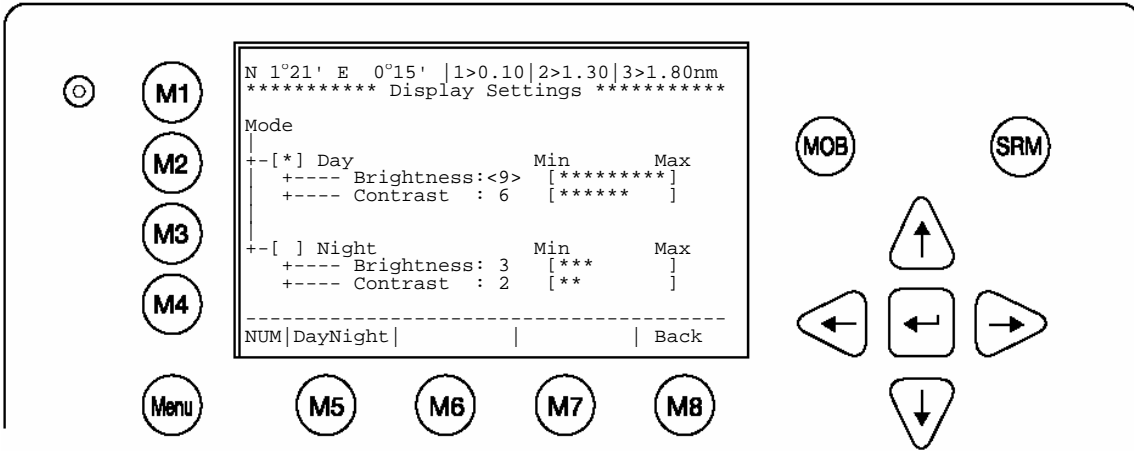 N 1°21' E 0°15' |1>0.10|2>1.30|3>1.80nm
*********** Display Settings ***********
Mode
|
+-[*] Day Min Max
| +---- Brightness:<9> [*********]
| +---- Contrast : 6 [****** ]
|
|
+-[ ] Night Min Max
+---- Brightness: 3 [*** ]
+---- Contrast : 2 [** ]
----------------------------------------
NUM|DayNight| | | Back
M1
M2
M3
M4
Menu
M5
M6
M7
M8
MOB
SRM